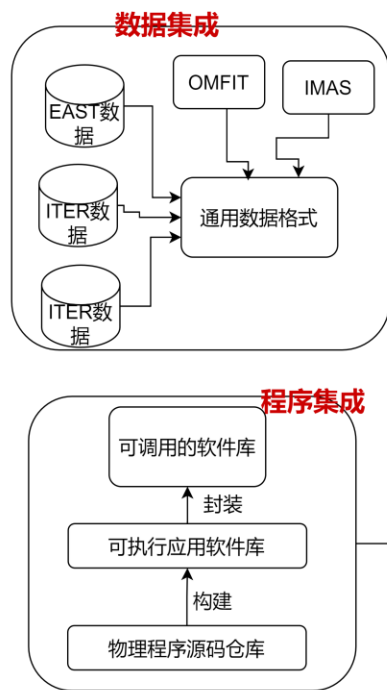 数据集成
EAST数
据
OMFIT
IMAS
ITER数
据
通用数据格式
ITER数
据
程序集成
可调用的软件库
封装
可执行应用软件库
构建
物理程序源码仓库